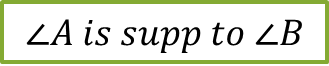 ∠A is supp to ∠B